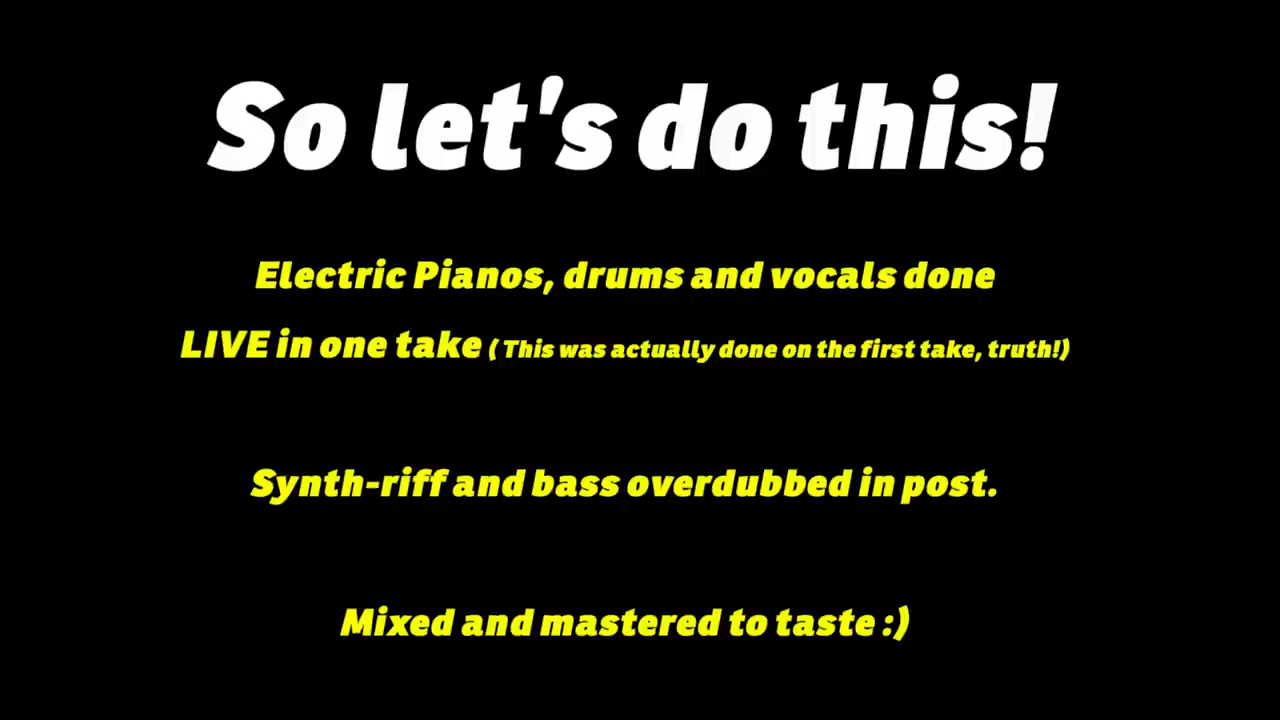 So let's do this!
Electric Pianos, drums and vocals done
LIVE in one take ( This was actually done on the first take, truth!)
Synth-riff and bass overdubbed in post.
Mixed and mastered to taste :)